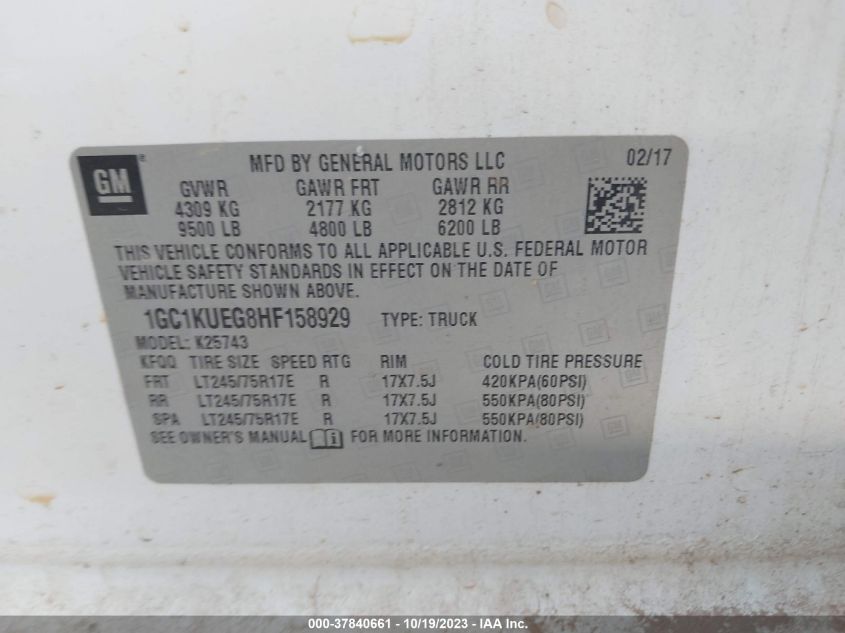 GM ® MFD BY GENERAL MOTORS LLC 02/17
GVWR GAWR FRT GAWR RR
4309 KG 2177 KG 2812 KG
9500 LB 4800 LB 6200 LB
THIS VEHICLE CONFORMS TO ALL APPLICABLE U.S. FEDERAL MOTOR
VEHICLE SAFETY STANDARDS IN EFFECT ON THE DATE OF
MANUFACTURE SHOWN ABOVE.
1GC1KUEG8HF158929 TYPE: TRUCK
MODEL: K25743
KFQQ TIRE SIZE SPEED RTG RIM COLD TIRE PRESSURE
FRT LT245/75R17E R 17X7.5J 420KPA(60PSI)
RR LT245/75R17E R 17X7.5J 550KPA(80PSI)
SPA LT245/75R17E R 17X7.5J 550KPA(80PSI)
SEE OWNER'S MANUAL i FOR MORE INFORMATION.
000-37840661 - 10/19/2023 - IAA Inc.